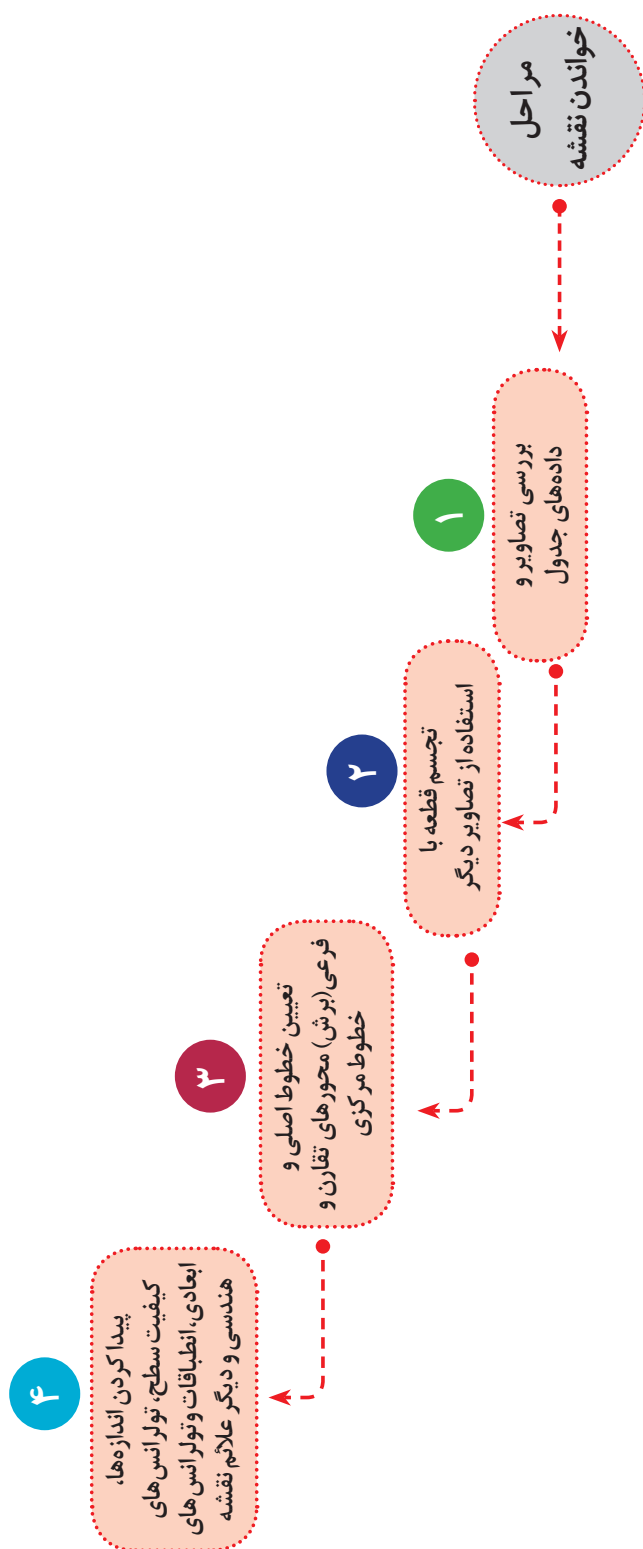 مراحل
خواندن نقشه
۱
بررسی تصاویر و
داده‌های جدول
۲
تجسم قطعه با
استفاده از تصاویر دیگر
۳
تعیین خطوط اصلی و
فرعی(برش) محورهای تقارن و
خطوط مرکزی
۴
پیدا کردن اندازه‌ها،
کیفیت سطح، تولرانس‌های
ابعادی، انطباقات و تولرانس‌های
هندسی و دیگر علائم نقشه